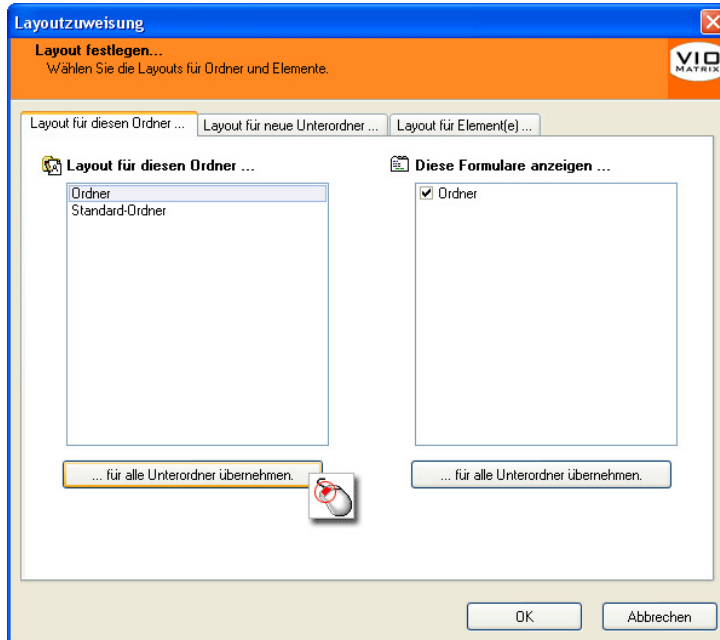 Layoutzuweisung
Layout festlegen...
Wählen Sie die Layouts für Ordner und Elemente.
VIO
MATRIX
Layout für diesen Ordner ...
Layout für neue Unterordner ...
Layout für Element(e) ...
Layout für diesen Ordner ...
Ordner
Standard-Ordner
... für alle Unterordner übernehmen.
Diese Formulare anzeigen ...
Ordner
... für alle Unterordner übernehmen.
OK
Abbrechen